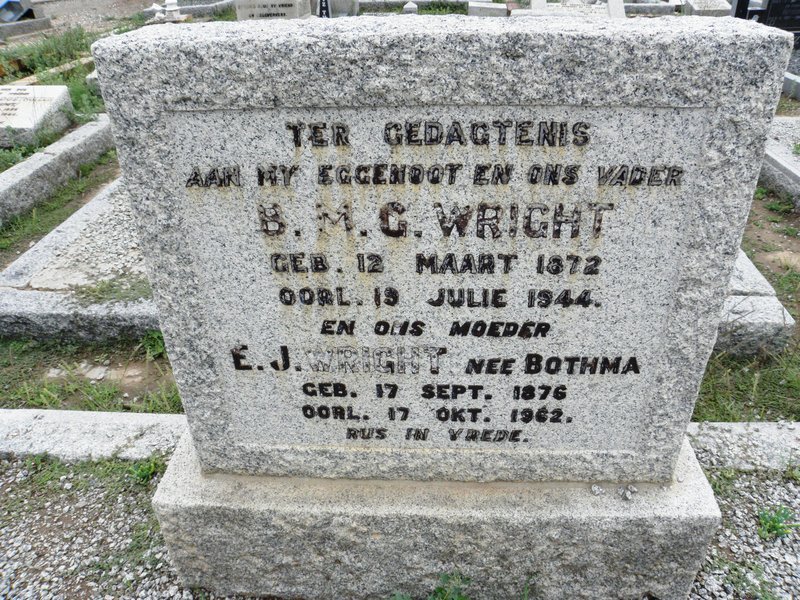 TER GEDAGTENIS
AAN MY EGGENOOT EN ONS VADER
B. M. G. WRIGHT
GEB. 12 MAART 1872
OORL. 19 JULIE 1944.
EN ONS MOEDER
E. J. WRIGHT NEE BOTHMA
GEB. 17 SEPT. 1876
OORL. 17 OKT. 1962.
RUS IN VREDE.